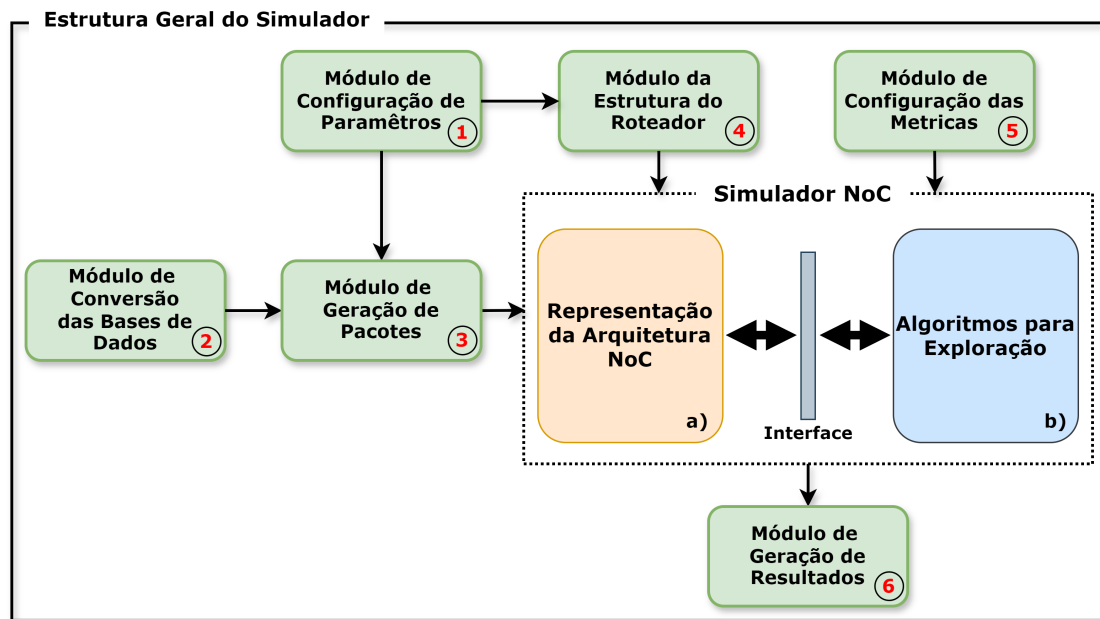 Estrutura Geral do Simulador
Módulo de
Configuração de
Paramêtros
1
Módulo da
Estrutura do
Roteador
4
Módulo de
Configuração das
Metricas
5
Módulo de
Conversão
das Bases de
Dados
2
Módulo de
Geração de
Pacotes
3
Simulador NoC
Representação
da Arquitetura
NoC
a)
Interface
Algoritmos para
Exploração
b)
Módulo de
Geração de
Resultados
6